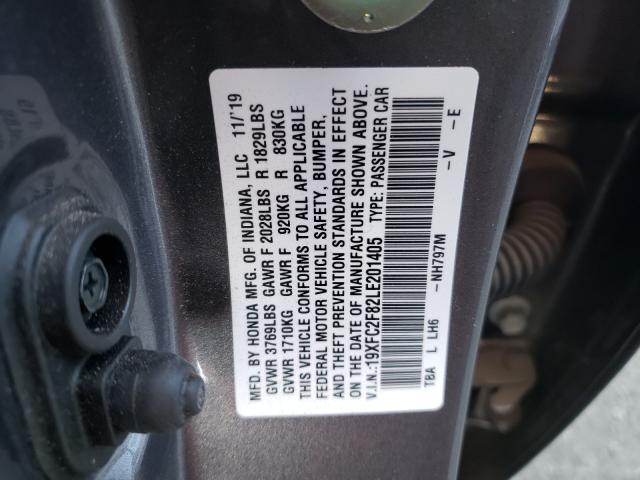 MFD. BY HONDA MFG. OF INDIANA, LLC 11/'19
GVWR 3769LBS GAWR F 2028LBS R 1829LBS
GVWR 1710KG GAWR F 920KG R 830KG
THIS VEHICLE CONFORMS TO ALL APPLICABLE
FEDERAL MOTOR VEHICLE SAFETY, BUMPER,
AND THEFT PREVENTION STANDARDS IN EFFECT
ON THE DATE OF MANUFACTURE SHOWN ABOVE.
V.I.N.:19XFC2F82LE201405 TYPE: PASSENGER CAR
TBA L LH6 -NH797M -V -E